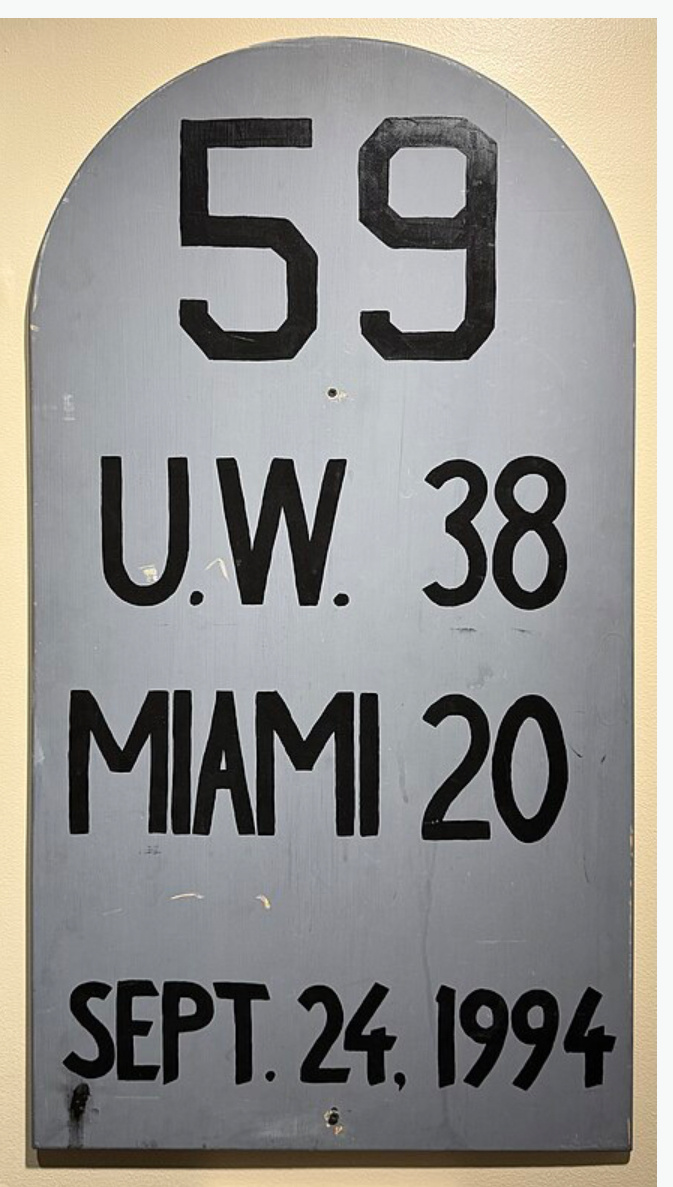 59
U.W. 38
MIAMI 20
SEPT. 24, 1994